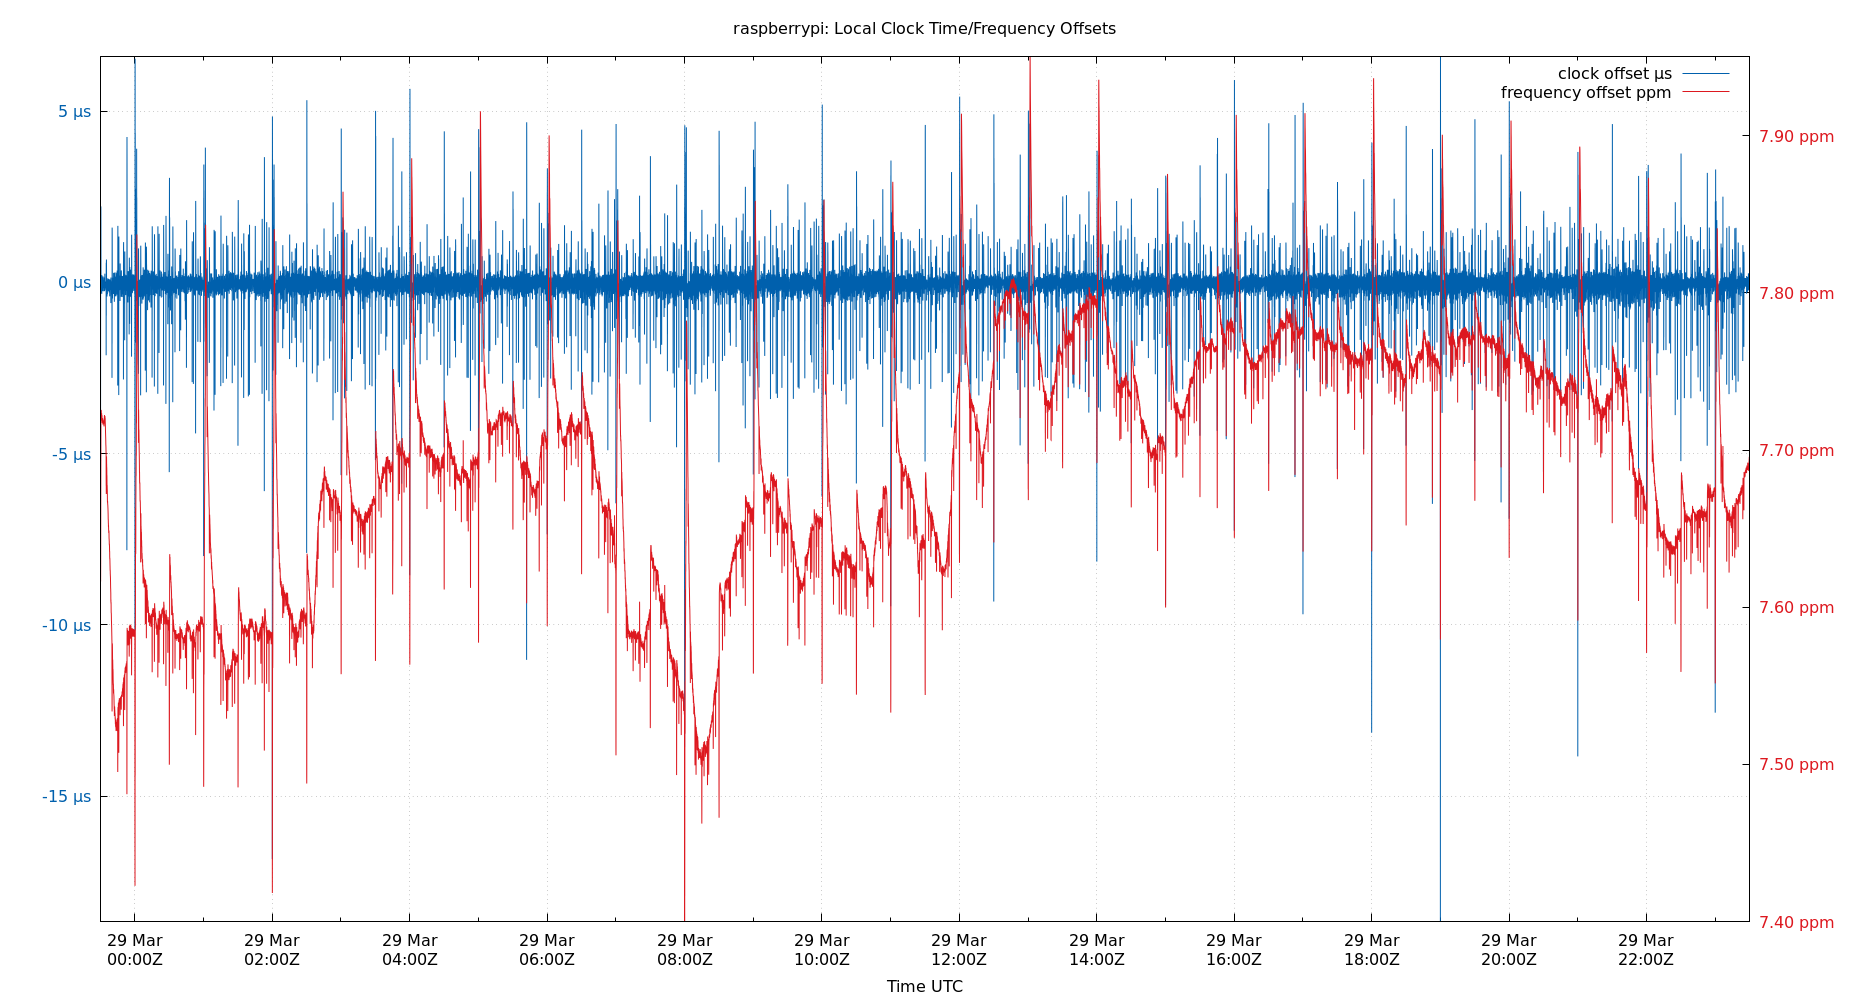 raspberrypi: Local Clock Time/Frequency Offsets
clock offset µs
frequency offset ppm
5 µs
0 µs
-5 µs
-10 µs
-15 µs
7.90 ppm
7.80 ppm
7.70 ppm
7.60 ppm
7.50 ppm
7.40 ppm
29 Mar 29 Mar 29 Mar 29 Mar 29 Mar 29 Mar 29 Mar 29 Mar 29 Mar 29 Mar 29 Mar 29 Mar
00:00Z 02:00Z 04:00Z 06:00Z 08:00Z 10:00Z 12:00Z 14:00Z 16:00Z 18:00Z 20:00Z 22:00Z
Time UTC